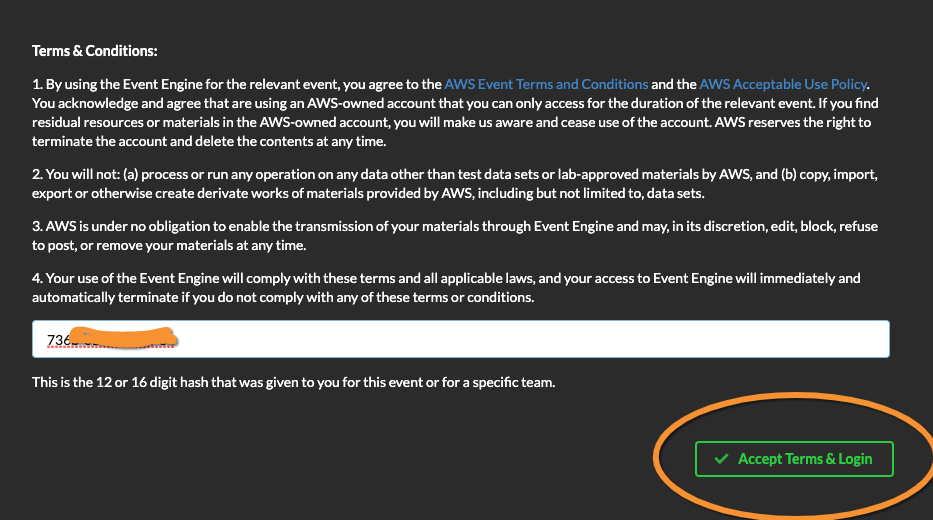 Terms & Conditions:
1. By using the Event Engine for the relevant event, you agree to the AWS Event Terms and Conditions and the AWS Acceptable Use Policy.
You acknowledge and agree that are using an AWS-owned account that you can only access for the duration of the relevant event. If you find
residual resources or materials in the AWS-owned account, you will make us aware and cease use of the account. AWS reserves the right to
terminate the account and delete the contents at any time.
2. You will not: (a) process or run any operation on any data other than test data sets or lab-approved materials by AWS, and (b) copy, import,
export or otherwise create derivate works of materials provided by AWS, including but not limited to, data sets.
3. AWS is under no obligation to enable the transmission of your materials through Event Engine and may, in its discretion, edit, block, refuse
to post, or remove your materials at any time.
4. Your use of the Event Engine will comply with these terms and all applicable laws, and your access to Event Engine will immediately and
automatically terminate if you do not comply with any of these terms or conditions.
736
This is the 12 or 16 digit hash that was given to you for this event or for a specific team.
Accept Terms & Login